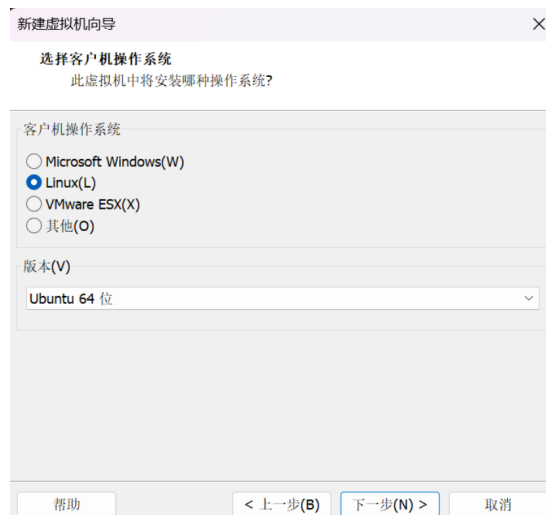 新建虚拟机向导
选择客户机操作系统
此虚拟机中将安装哪种操作系统?
客户机操作系统
Microsoft Windows(W)
Linux(L)
VMware ESX(X)
其他(O)
版本(V)
Ubuntu 64 位
帮助
< 上一步(B)
下一步(N) >
取消